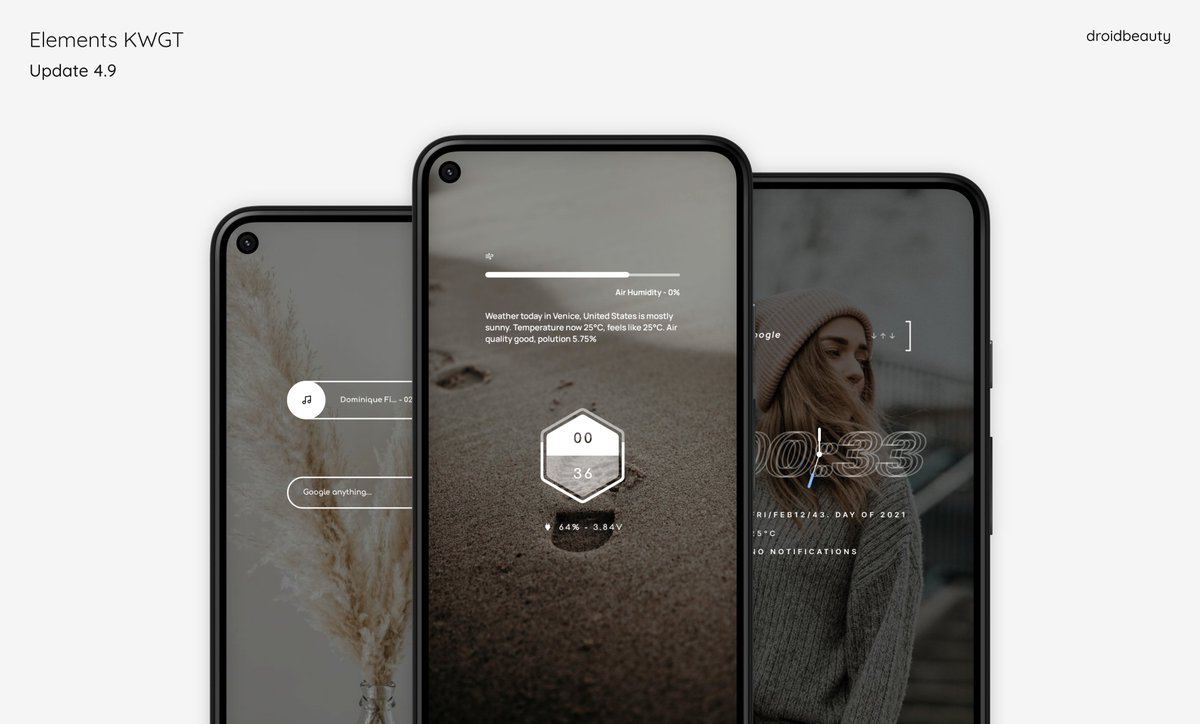 Elements KWGT
Update 4.9
droidbeauty
Dominique Fi... - 02
Google anything...
Air Humidity - 0%
Weather today in Venice, United States is mostly
sunny. Temperature now 25°C, feels like 25°C. Air
quality good, polution 5.75%
00
36
64% - 3.84V
oogle ↓↑↓ ]
00:33
FRI/FEB12/43. DAY OF 2021
25°C
NO NOTIFICATIONS